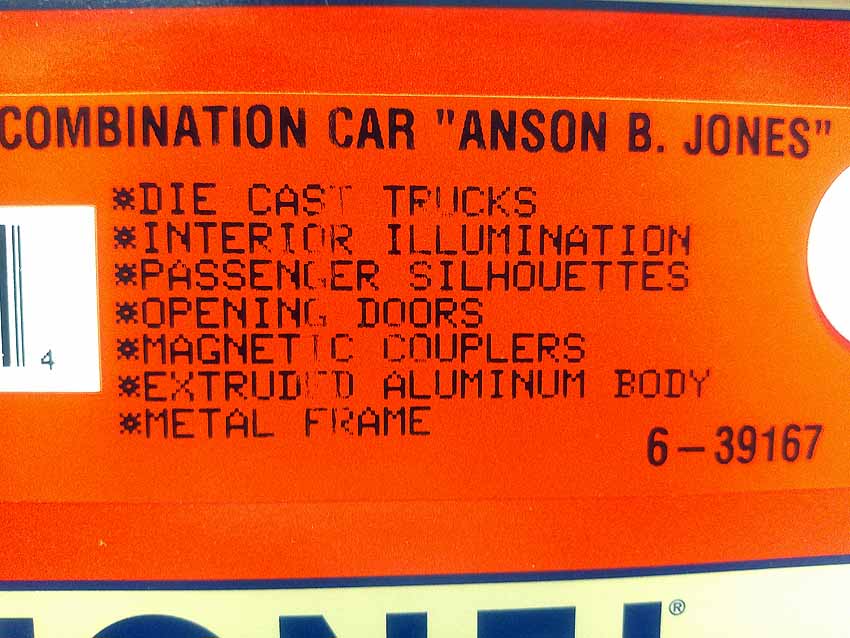 COMBINATION CAR "ANSON B. JONES"
*DIE CAST TRUCKS
*INTERIOR ILLUMINATION
*PASSENGER SILHOUETTES
*OPENING DOORS
*MAGNETIC COUPLERS
*EXTRUDED ALUMINUM BODY
*METAL FRAME
4
6-39167
®